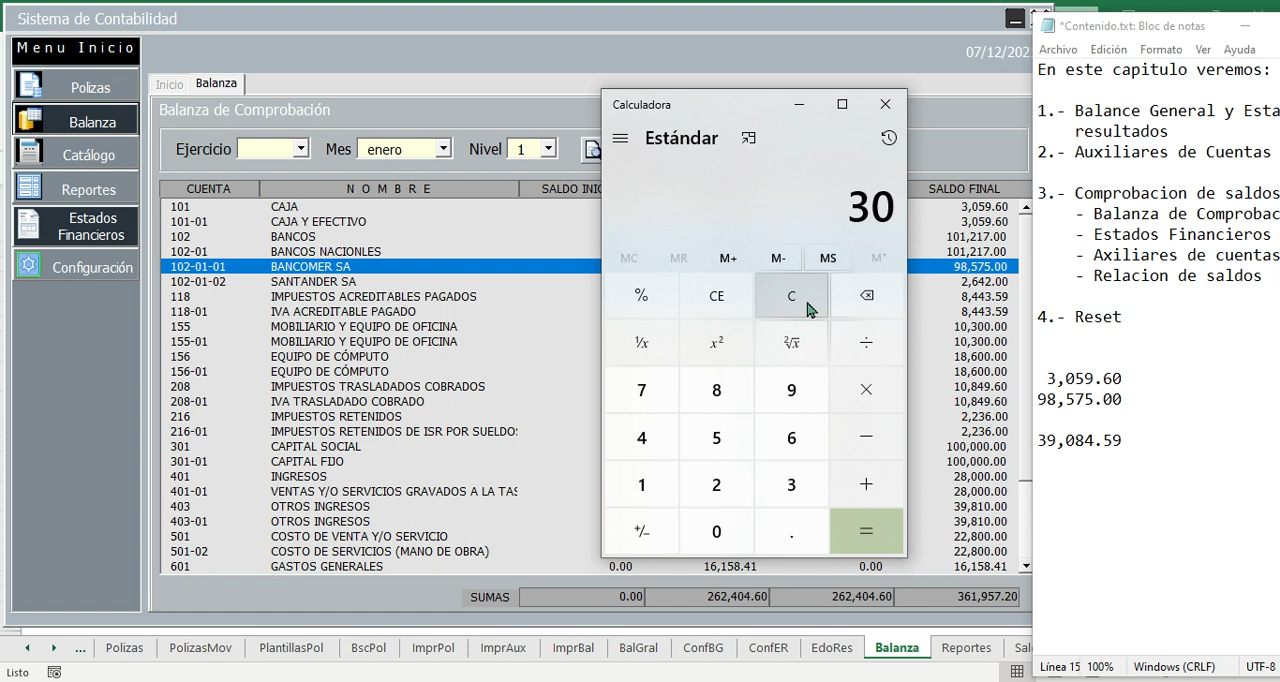 Sistema de Contabilidad
Menu Inicio
Polizas
Balanza
Catálogo
Reportes
Estados
Financieros
Configuración
07/12/202
Inicio Balanza
Balanza de Comprobación
Ejercicio Mes enero Nivel 1
CUENTA N O M B R E SALDO INIC SALDO FINAL
101 CAJA 3,059.60
101-01 CAJA Y EFECTIVO 3,059.60
102 BANCOS 101,217.00
102-01 BANCOS NACIONLES 101,217.00
102-01-01 BANCOMER SA 98,575.00
102-01-02 SANTANDER SA 2,642.00
118 IMPUESTOS ACREDITABLES PAGADOS 8,443.59
118-01 IVA ACREDITABLE PAGADO 8,443.59
155 MOBILIARIO Y EQUIPO DE OFICINA 10,300.00
155-01 MOBILIARIO Y EQUIPO DE OFICINA 10,300.00
156 EQUIPO DE CÓMPUTO 18,600.00
156-01 EQUIPO DE CÓMPUTO 18,600.00
208 IMPUESTOS TRASLADADOS COBRADOS 10,849.60
208-01 IVA TRASLADADO COBRADO 10,849.60
216 IMPUESTOS RETENIDOS 2,236.00
216-01 IMPUESTOS RETENIDOS DE ISR POR SUELDO 2,236.00
301 CAPITAL SOCIAL 100,000.00
301-01 CAPITAL FIJO 100,000.00
401 INGRESOS 28,000.00
401-01 VENTAS Y/O SERVICIOS GRAVADOS A LA TAS 28,000.00
403 OTROS INGRESOS 39,810.00
403-01 OTROS INGRESOS 39,810.00
501 COSTO DE VENTA Y/O SERVICIO 22,800.00
501-02 COSTO DE SERVICIOS (MANO DE OBRA) 22,800.00
601 GASTOS GENERALES 0.00 16,158.41 0.00 16,158.41
SUMAS 0.00 262,404.60 262,404.60 361,957.20
Calculadora
Estándar
30
MC MR M+ M- MS M˅
% CE C ⌫
¹/x x² ²√x ÷
7 8 9 ×
4 5 6 −
1 2 3 +
+/- 0 . =
*Contenido.txt: Bloc de notas
Archivo Edición Formato Ver Ayuda
En este capitulo veremos:
1.- Balance General y Esta
resultados
2.- Auxiliares de Cuentas
3.- Comprobacion de saldos
- Balanza de Comprobac
- Estados Financieros
- Axiliares de cuentas
- Relacion de saldos
4.- Reset
3,059.60
98,575.00
39,084.59
Línea 15 100% Windows (CRLF) UTF-8
... Polizas PolizasMov PlantillasPol BscPol ImprPol ImprAux ImprBal BalGral ConfBG ConfER EdoRes Balanza Reportes Sal
Listo